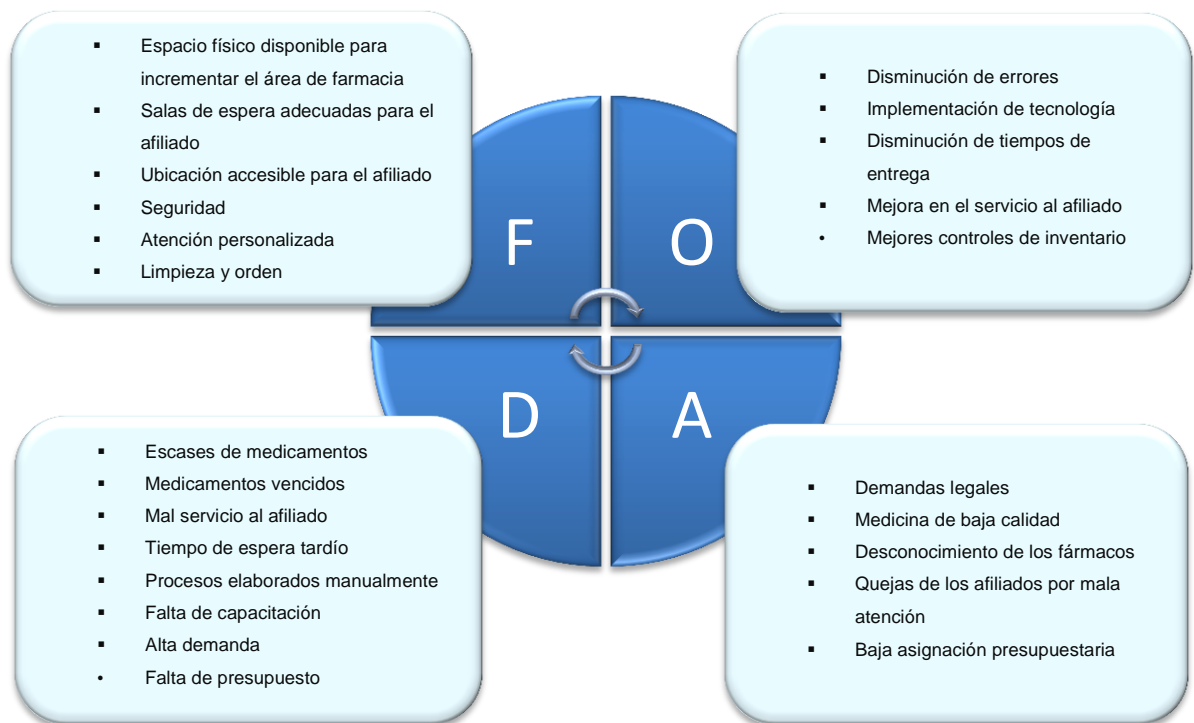 ▪ Espacio físico disponible para
incrementar el área de farmacia
▪ Salas de espera adecuadas para el
afiliado
▪ Ubicación accesible para el afiliado
▪ Seguridad
▪ Atención personalizada
▪ Limpieza y orden
▪ Disminución de errores
▪ Implementación de tecnología
▪ Disminución de tiempos de
entrega
▪ Mejora en el servicio al afiliado
• Mejores controles de inventario
F
O
D
A
▪ Escases de medicamentos
▪ Medicamentos vencidos
▪ Mal servicio al afiliado
▪ Tiempo de espera tardío
▪ Procesos elaborados manualmente
▪ Falta de capacitación
▪ Alta demanda
• Falta de presupuesto
▪ Demandas legales
▪ Medicina de baja calidad
▪ Desconocimiento de los fármacos
▪ Quejas de los afiliados por mala
atención
▪ Baja asignación presupuestaria